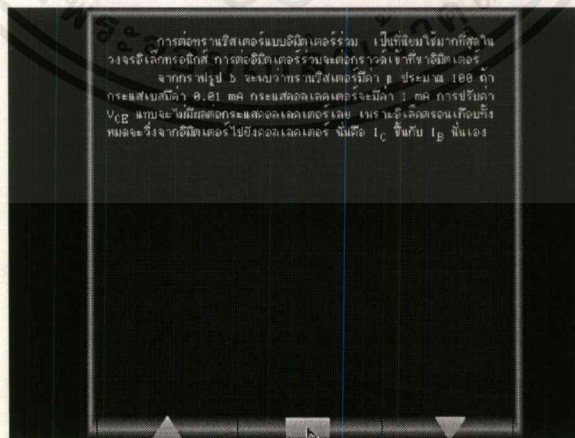 การต่อทรานซิสเตอร์แบบอิมิตเตอร์ร่วม เป็นที่นิยมใช้มากที่สุดใน
วงจรอิเลกทรอนิกส์ การต่ออิมิตเตอร์ร่วมจะต่อกราวด์เข้าที่ขาอิมิตเตอร์
จากกราฟรูป b จะพบว่าทรานซิสเตอร์มีค่า β ประมาณ 100 ถ้า
กระแสเบสมีค่า 0.01 mA กระแสคอลเลคเตอร์จะมีค่า 1 mA การปรับค่า
V_CE แทบจะไม่มีผลต่อกระแสคอลเลคเตอร์เลย เพราะอิเล็คตรอนเกือบทั้ง
หมดจะวิ่งจากอิมิตเตอร์ไปยังคอลเลคเตอร์ นั่นคือ I_C ขึ้นกับ I_B นั่นเอง